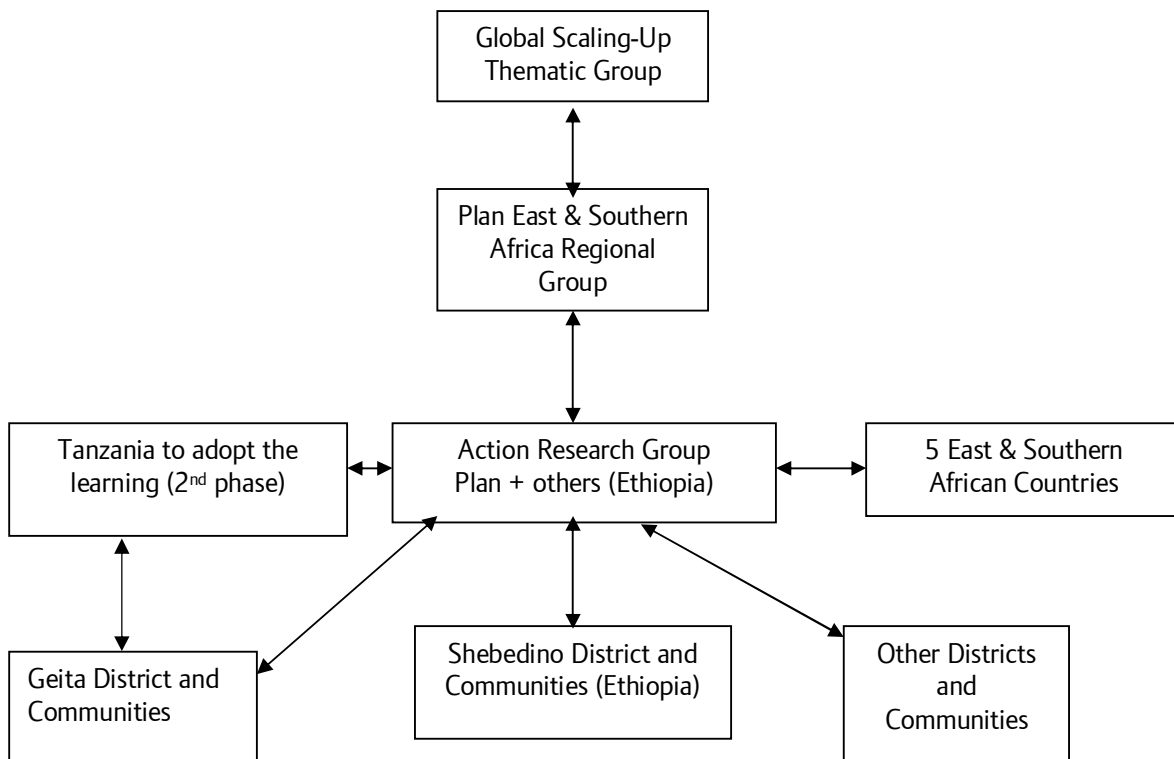 Global Scaling-Up
Thematic Group
Plan East & Southern
Africa Regional
Group
Tanzania to adopt the
learning (2nd phase)
Action Research Group
Plan + others (Ethiopia)
5 East & Southern
African Countries
Geita District and
Communities
Shebedino District and
Communities (Ethiopia)
Other Districts
and
Communities